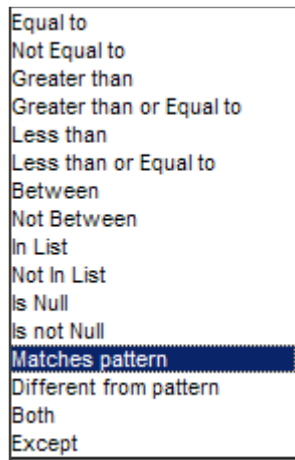 Equal to
Not Equal to
Greater than
Greater than or Equal to
Less than
Less than or Equal to
Between
Not Between
In List
Not In List
Is Null
Is not Null
Matches pattern
Different from pattern
Both
Except